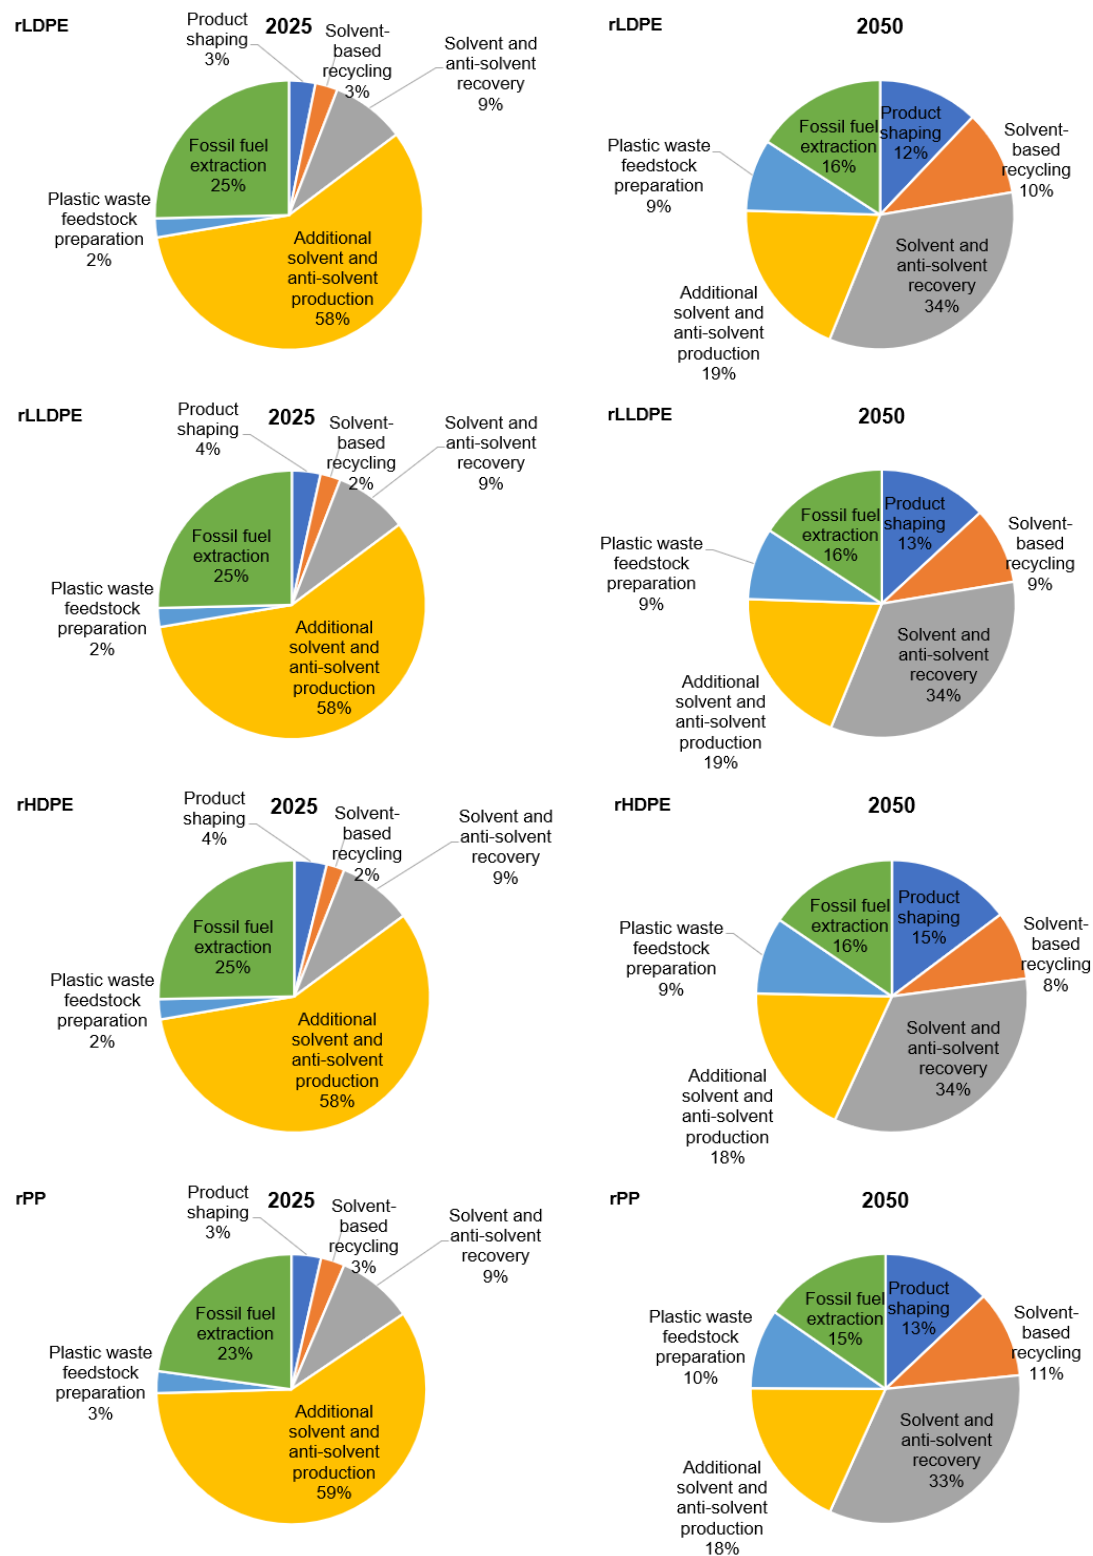 rLDPE
2025
Product
shaping
3%
Solvent-
based
recycling
3%
Solvent and
anti-solvent
recovery
9%
Fossil fuel
extraction
25%
Plastic waste
feedstock
preparation
2%
Additional
solvent and
anti-solvent
production
58%
rLDPE
2050
Product
shaping
12%
Solvent-
based
recycling
10%
Fossil fuel
extraction
16%
Plastic waste
feedstock
preparation
9%
Solvent and
anti-solvent
recovery
34%
Additional
solvent and
anti-solvent
production
19%
rLLDPE
2025
Product
shaping
4%
Solvent-
based
recycling
2%
Solvent and
anti-solvent
recovery
9%
Fossil fuel
extraction
25%
Plastic waste
feedstock
preparation
2%
Additional
solvent and
anti-solvent
production
58%
rLLDPE
2050
Product
shaping
13%
Solvent-
based
recycling
9%
Fossil fuel
extraction
16%
Plastic waste
feedstock
preparation
9%
Solvent and
anti-solvent
recovery
34%
Additional
solvent and
anti-solvent
production
19%
rHDPE
2025
Product
shaping
4%
Solvent-
based
recycling
2%
Solvent and
anti-solvent
recovery
9%
Fossil fuel
extraction
25%
Plastic waste
feedstock
preparation
2%
Additional
solvent and
anti-solvent
production
58%
rHDPE
2050
Product
shaping
15%
Solvent-
based
recycling
8%
Fossil fuel
extraction
16%
Plastic waste
feedstock
preparation
9%
Solvent and
anti-solvent
recovery
34%
Additional
solvent and
anti-solvent
production
18%
rPP
2025
Product
shaping
3%
Solvent-
based
recycling
3%
Solvent and
anti-solvent
recovery
9%
Fossil fuel
extraction
23%
Plastic waste
feedstock
preparation
3%
Additional
solvent and
anti-solvent
production
59%
rPP
2050
Product
shaping
13%
Solvent-
based
recycling
11%
Fossil fuel
extraction
15%
Plastic waste
feedstock
preparation
10%
Solvent and
anti-solvent
recovery
33%
Additional
solvent and
anti-solvent
production
18%